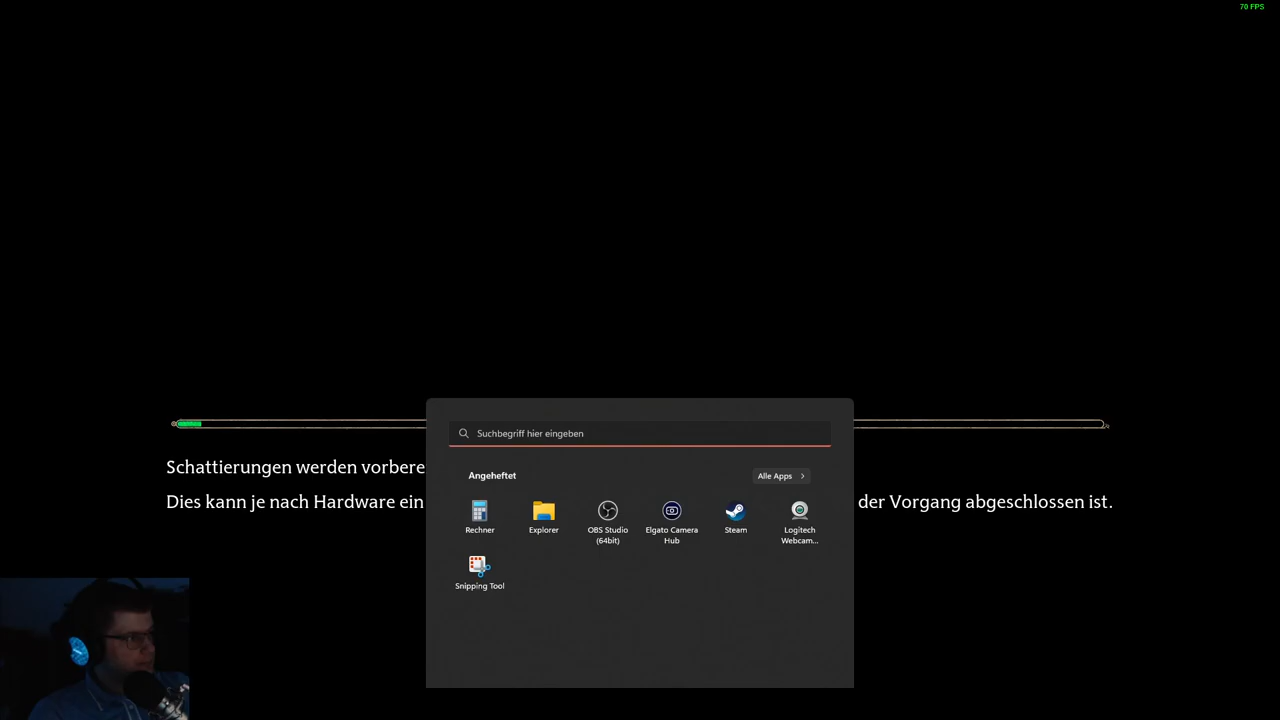 70 FPS
Suchbegriff hier eingeben
Schattierungen werden vorbere
Angeheftet
Alle Apps
Dies kann je nach Hardware ein
der Vorgang abgeschlossen ist.
Rechner
Explorer
OBS Studio (64bit)
Elgato Camera Hub
Steam
Logitech Webcam...
Snipping Tool